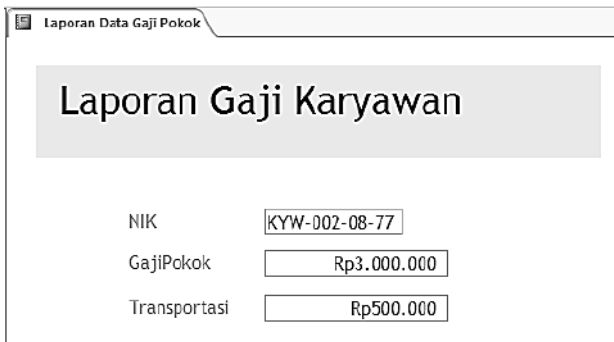 Laporan Data Gaji Pokok
Laporan Gaji Karyawan
NIK KYW-002-08-77
GajiPokok Rp3.000.000
Transportasi Rp500.000